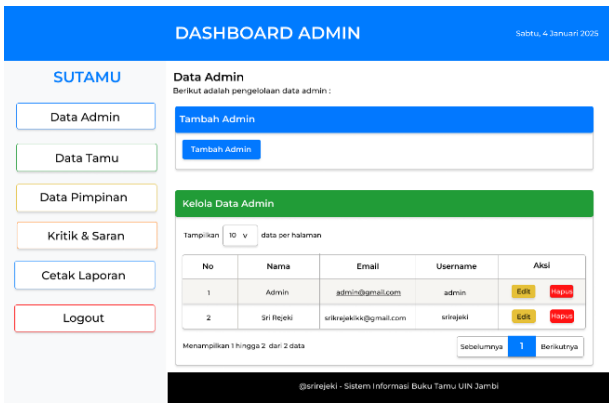 DASHBOARD ADMIN
Sabtu, 4 Januari 2025
SUTAMU
Data Admin
Data Tamu
Data Pimpinan
Kritik & Saran
Cetak Laporan
Logout
Data Admin
Berikut adalah pengelolaan data admin :
Tambah Admin
Tambah Admin
Kelola Data Admin
Tampilkan 10 v data per halaman
No Nama Email Username Aksi
1 Admin admin@gmail.com admin Edit Hapus
2 Sri Rejeki srikrejekikk@gmail.com srirejeki Edit Hapus
Menampilkan 1 hingga 2 dari 2 data
Sebelumnya 1 Berikutnya
@srirejeki - Sistem Informasi Buku Tamu UIN Jambi